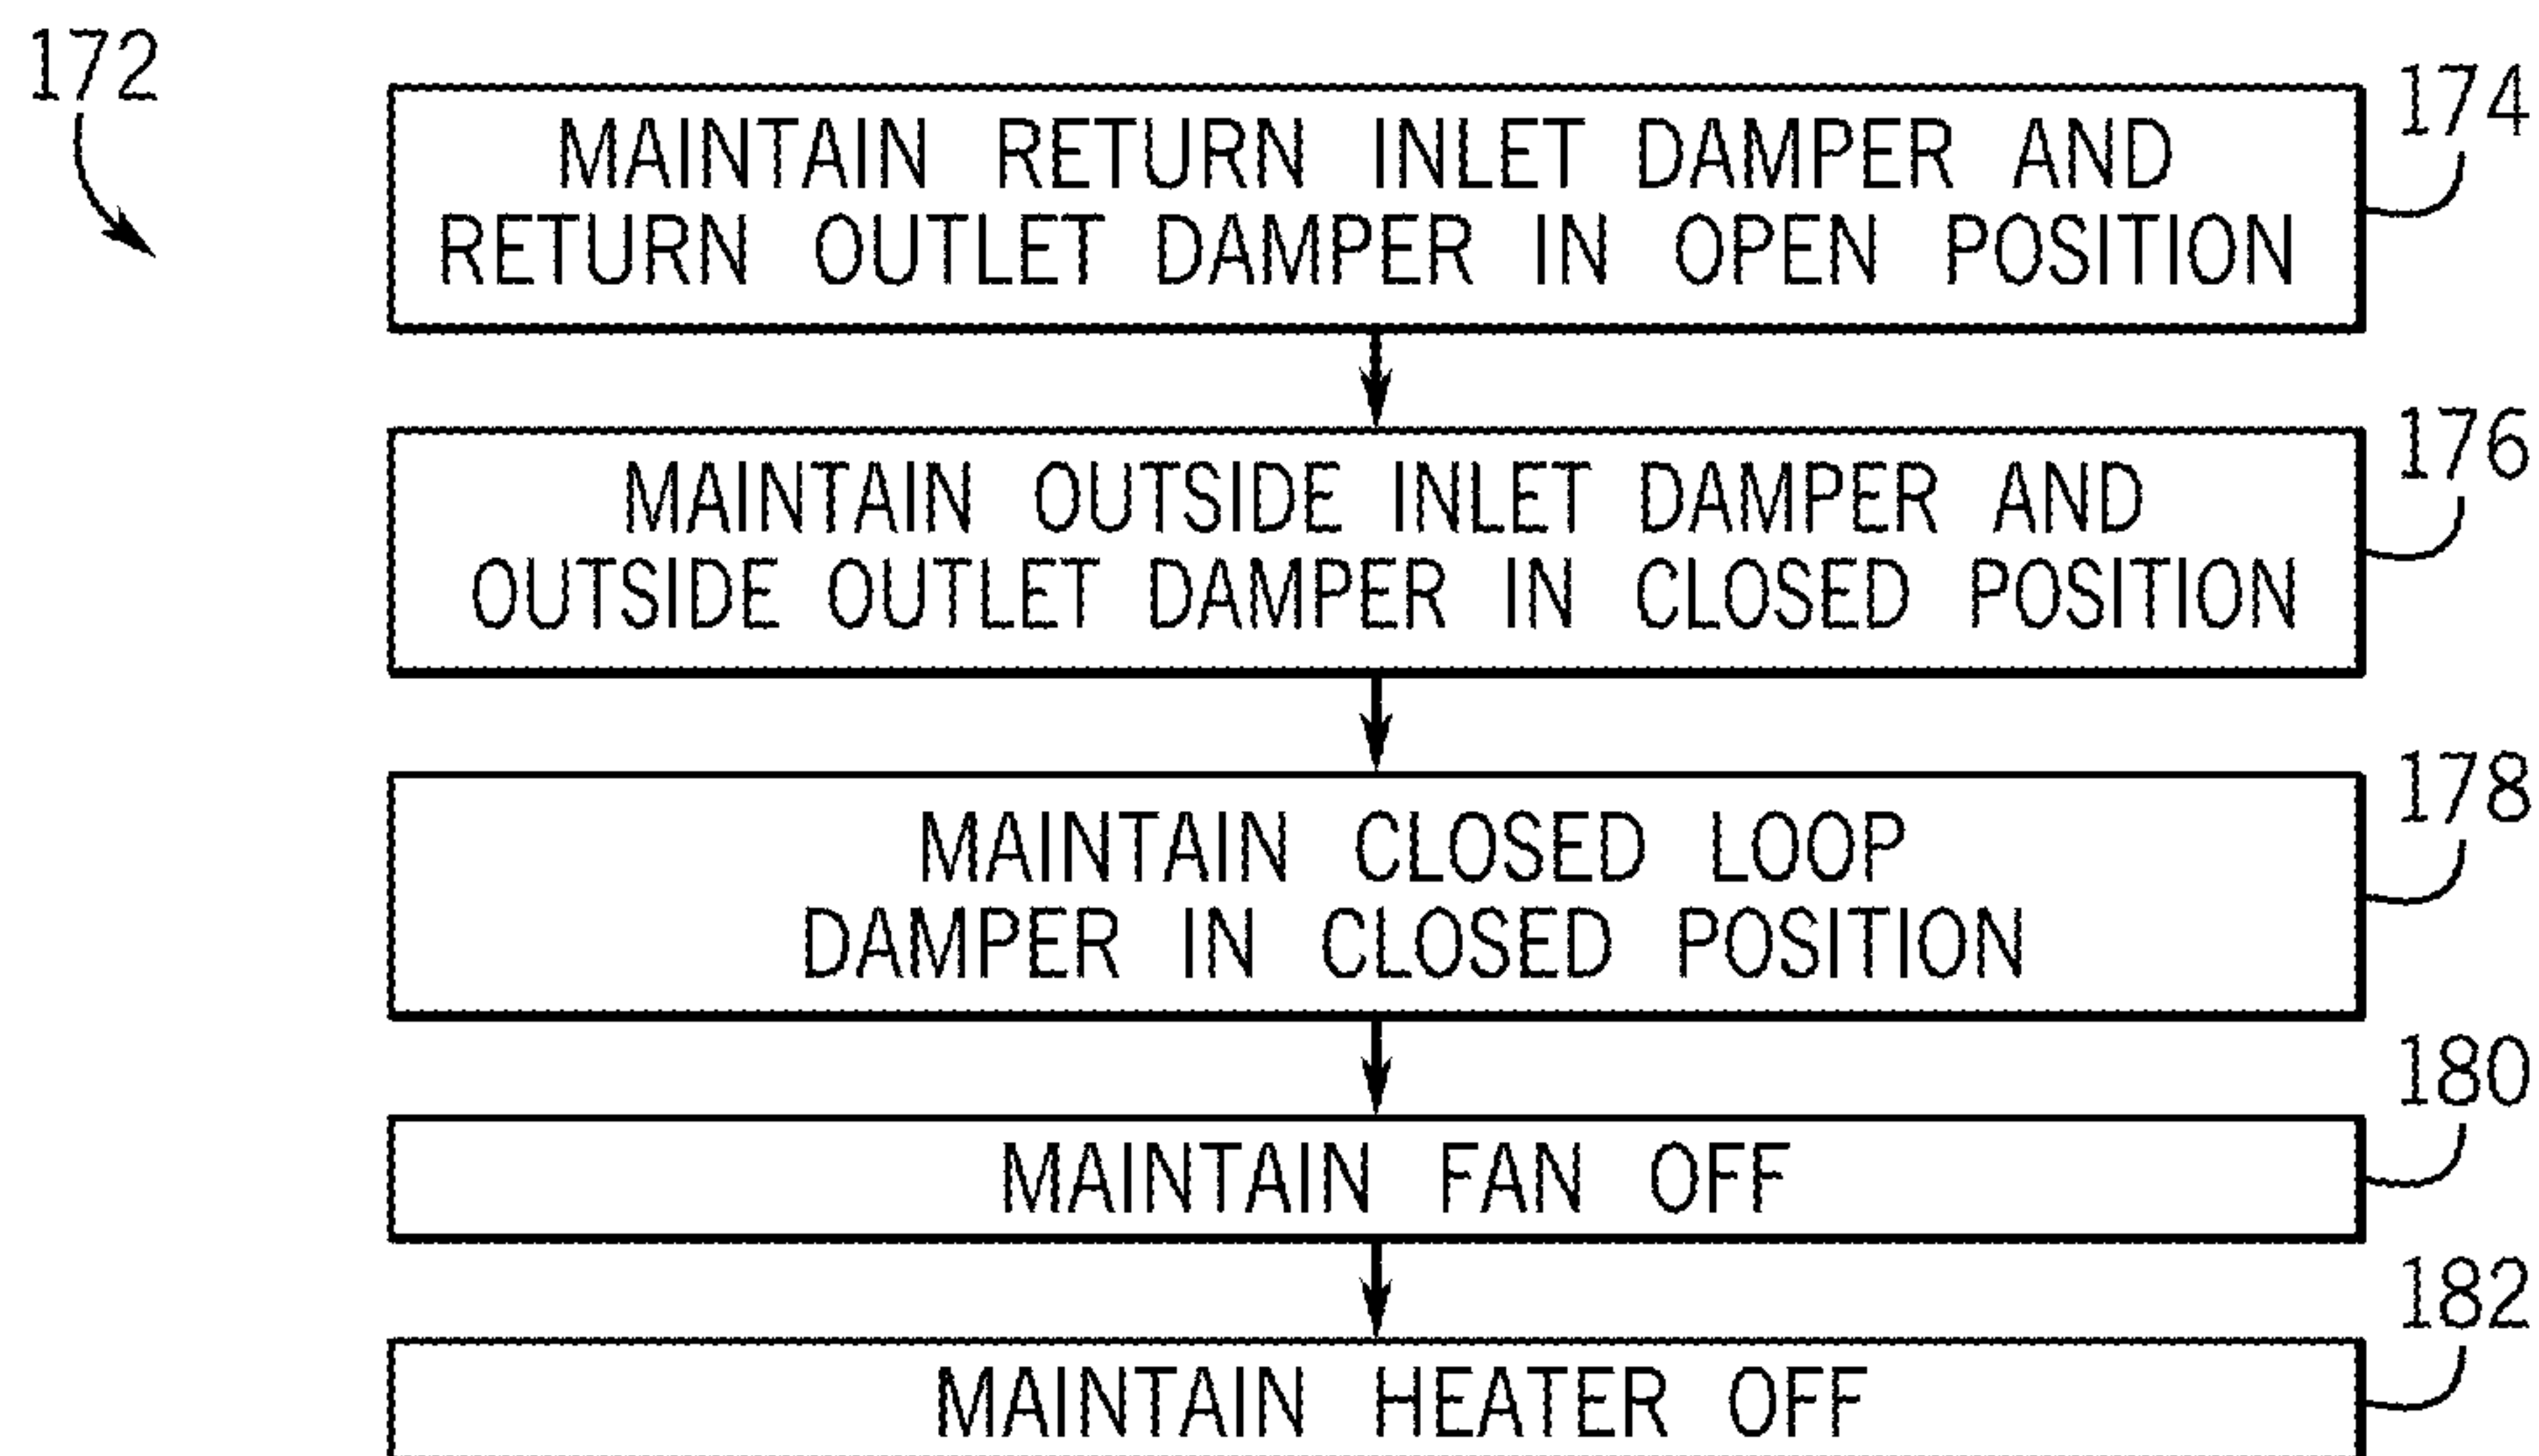 172
174
MAINTAIN RETURN INLET DAMPER AND
RETURN OUTLET DAMPER IN OPEN POSITION
176
MAINTAIN OUTSIDE INLET DAMPER AND
OUTSIDE OUTLET DAMPER IN CLOSED POSITION
178
MAINTAIN CLOSED LOOP
DAMPER IN CLOSED POSITION
180
MAINTAIN FAN OFF
182
MAINTAIN HEATER OFF